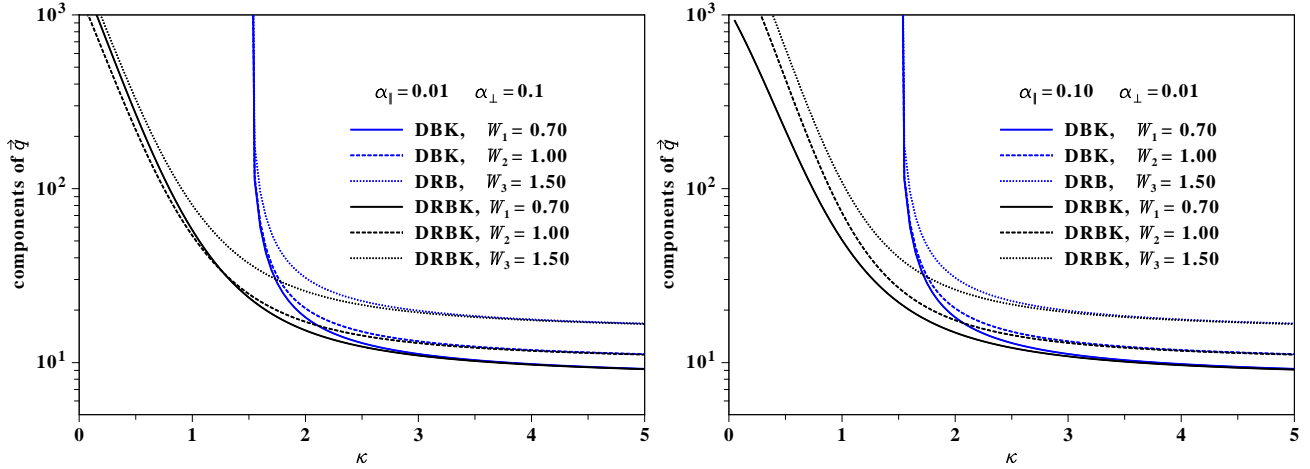 components of q⃗
10³
10²
10¹
α∥ = 0.01 α⊥ = 0.1
DBK, W₁ = 0.70
DBK, W₂ = 1.00
DRB, W₃ = 1.50
DRBK, W₁ = 0.70
DRBK, W₂ = 1.00
DRBK, W₃ = 1.50
0 1 2 3 4 5
κ
components of q⃗
10³
10²
10¹
α∥ = 0.10 α⊥ = 0.01
DBK, W₁ = 0.70
DBK, W₂ = 1.00
DRB, W₃ = 1.50
DRBK, W₁ = 0.70
DRBK, W₂ = 1.00
DRBK, W₃ = 1.50
0 1 2 3 4 5
κ